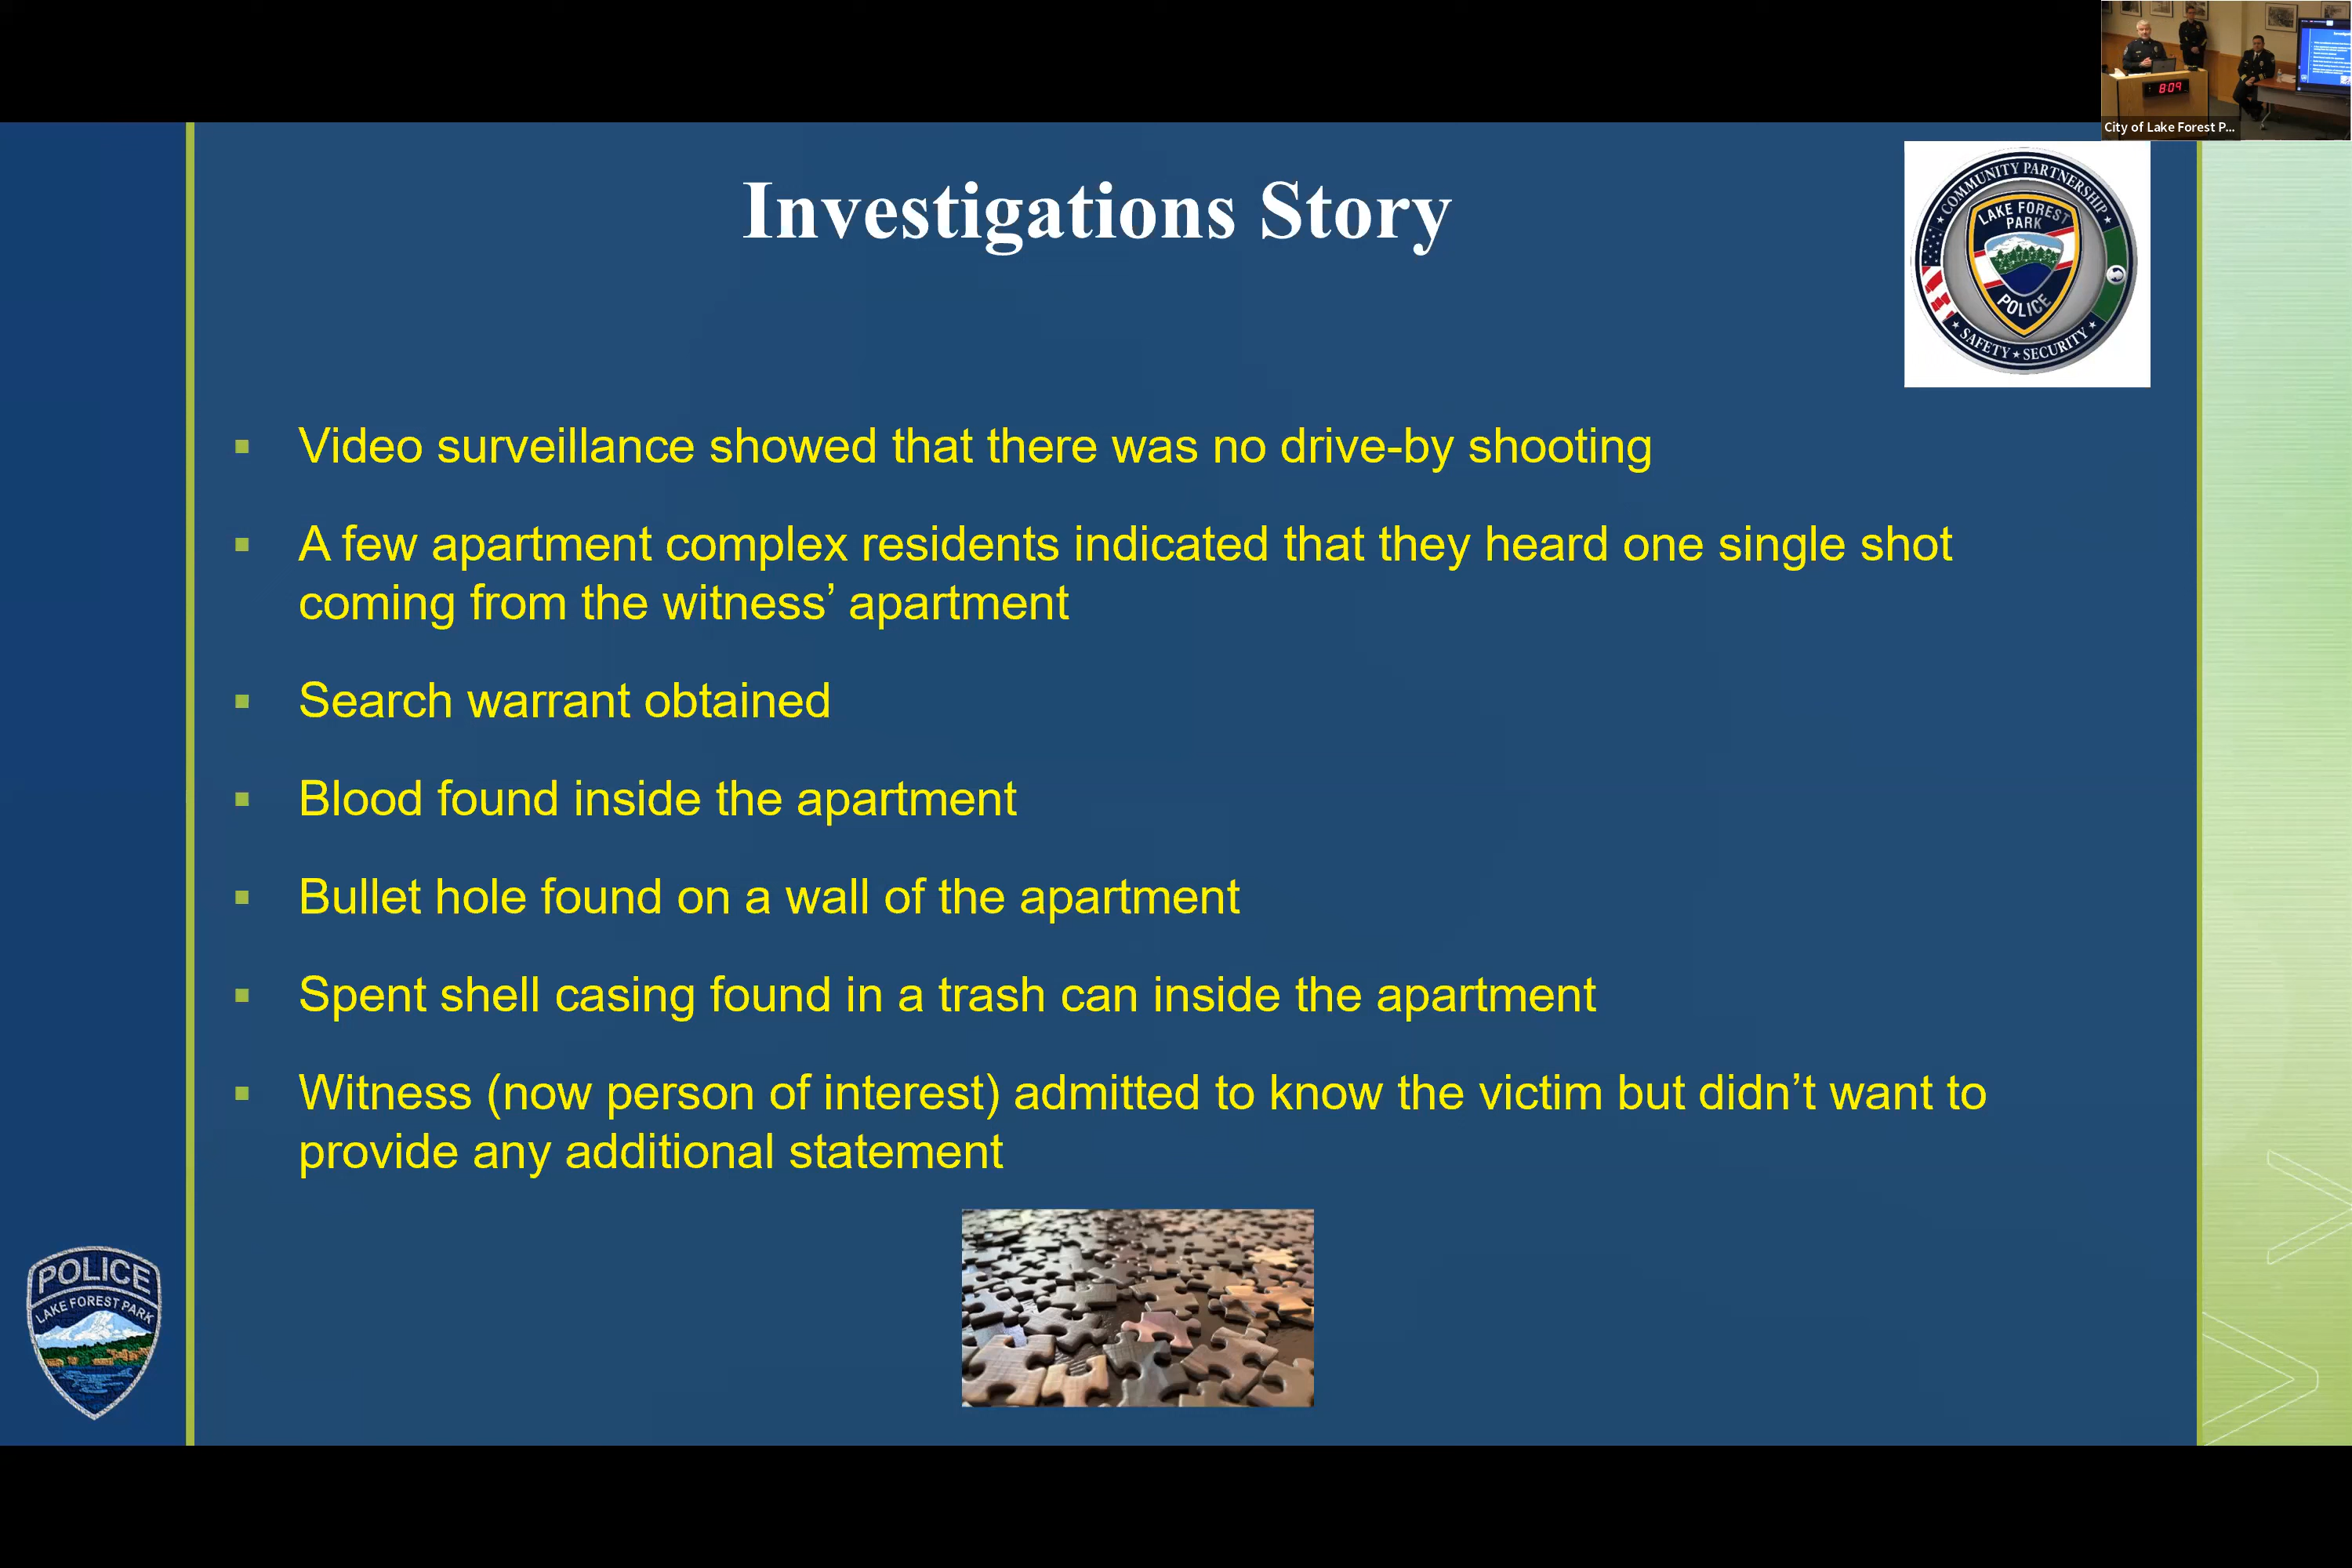 809
City of Lake Forest P...
Investigations Story
COMMUNITY PARTNERSHIP
LAKE FOREST
PARK
POLICE
SAFETY ★ SECURITY
▪ Video surveillance showed that there was no drive-by shooting
▪ A few apartment complex residents indicated that they heard one single shot
coming from the witness’ apartment
▪ Search warrant obtained
▪ Blood found inside the apartment
▪ Bullet hole found on a wall of the apartment
▪ Spent shell casing found in a trash can inside the apartment
▪ Witness (now person of interest) admitted to know the victim but didn’t want to
provide any additional statement
POLICE
LAKE FOREST PARK